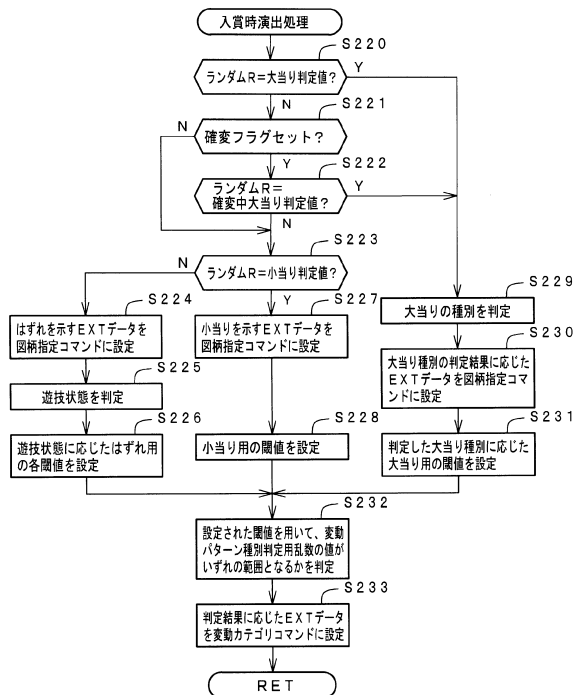 入賞時演出処理
S220
ランダムR=大当り判定値?
Y
N
S221
N
確変フラグセット?
Y
S222
ランダムR=
確変中大当り判定値?
Y
N
S223
N
ランダムR=小当り判定値?
Y
S224
はずれを示すEXTデータを
図柄指定コマンドに設定
S225
遊技状態を判定
S226
遊技状態に応じたはずれ用
の各閾値を設定
S227
小当りを示すEXTデータを
図柄指定コマンドに設定
S228
小当り用の閾値を設定
S229
大当りの種別を判定
S230
大当り種別の判定結果に応じた
EXTデータを図柄指定コマ
ンドに設定
S231
判定した大当り種別に応じた
大当り用の閾値を設定
S232
設定された閾値を用いて、変動
パターン種別判定用乱数の値が
いずれの範囲となるかを判定
S233
判定結果に応じたEXTデータ
を変動カテゴリコマンドに設定
RET